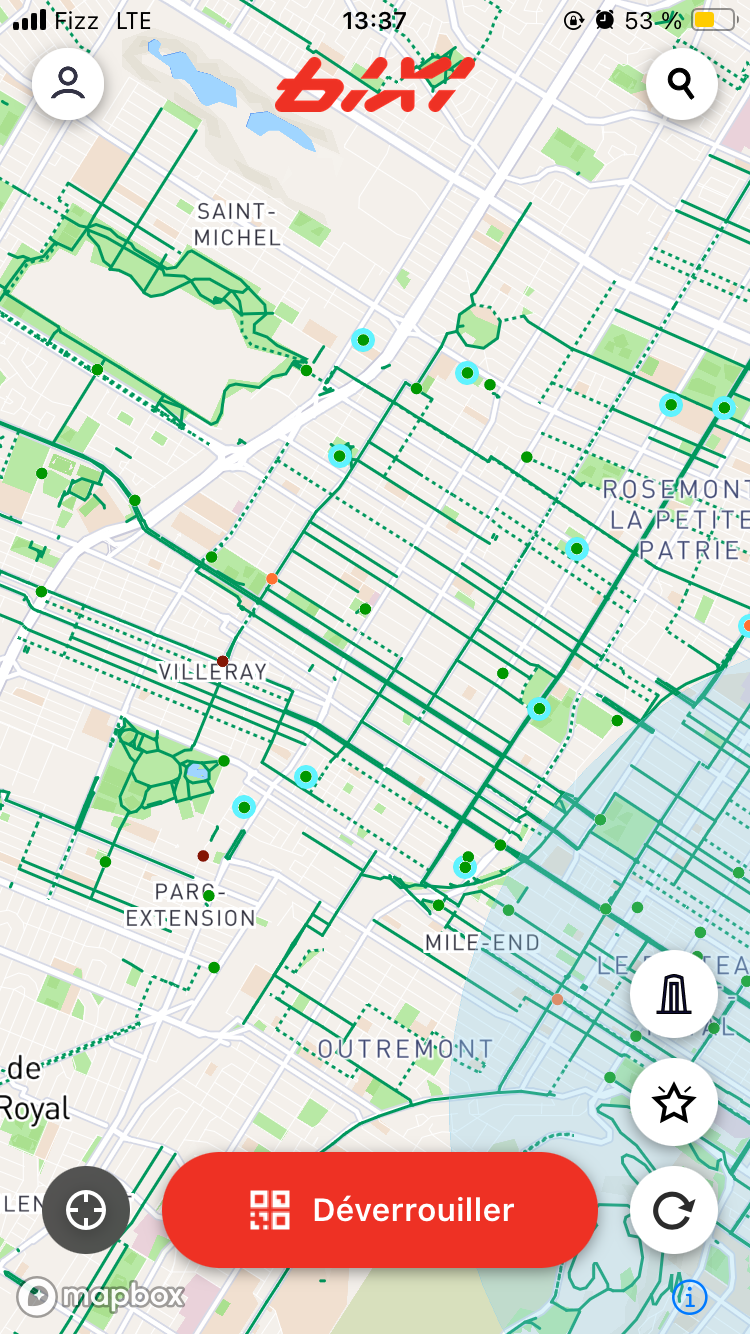 Fizz LTE 13:37 53 %
bixi
SAINT-
MICHEL
ROSEMONT
LA PETITE
PATRIE
VILLERAY
PARC-
EXTENSION
MILE-END
OUTREMONT
de
Royal
Déverrouiller
mapbox